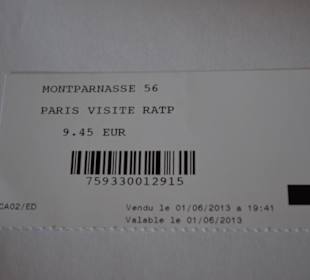 MONTPARNASSE 56
PARIS VISITE RATP
9.45 EUR
759330012915
CA02/ED
Vendu le 01/06/2013 a 19:41
Valable le 01/06/2013